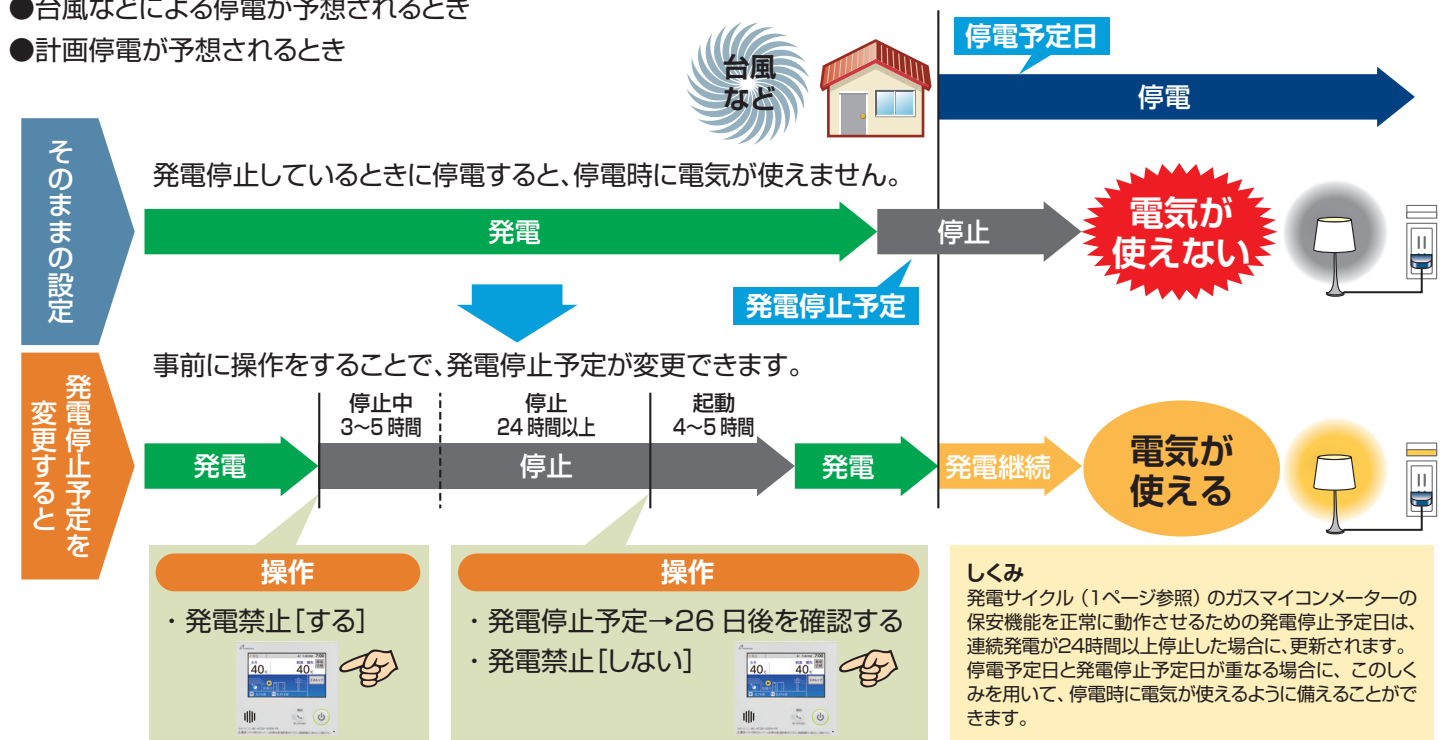 ●台風などによる停電が予想されるとき
●計画停電が予想されるとき
台風
など
停電予定日
停電
そのままの設定
発電停止しているときに停電すると、停電時に電気が使えません。
発電
停止
電気が
使えない
発電停止予定
発電停止予定を
変更すると
事前に操作をすることで、発電停止予定が変更できます。
停止中
3〜5 時間
停止
24 時間以上
起動
4〜5 時間
発電
停止
発電
発電継続
電気が
使える
操作
・発電禁止[する]
40
40
7:00
操作
・発電停止予定→26 日後を確認する
・発電禁止[しない]
40
40
7:00
しくみ
発電サイクル（1ページ参照）のガスマイコンメーターの
保安機能を正常に動作させるための発電停止予定日は、
連続発電が24時間以上停止した場合に、更新されます。
停電予定日と発電停止予定日が重なる場合に、このしく
みを用いて、停電時に電気が使えるように備えることがで
きます。